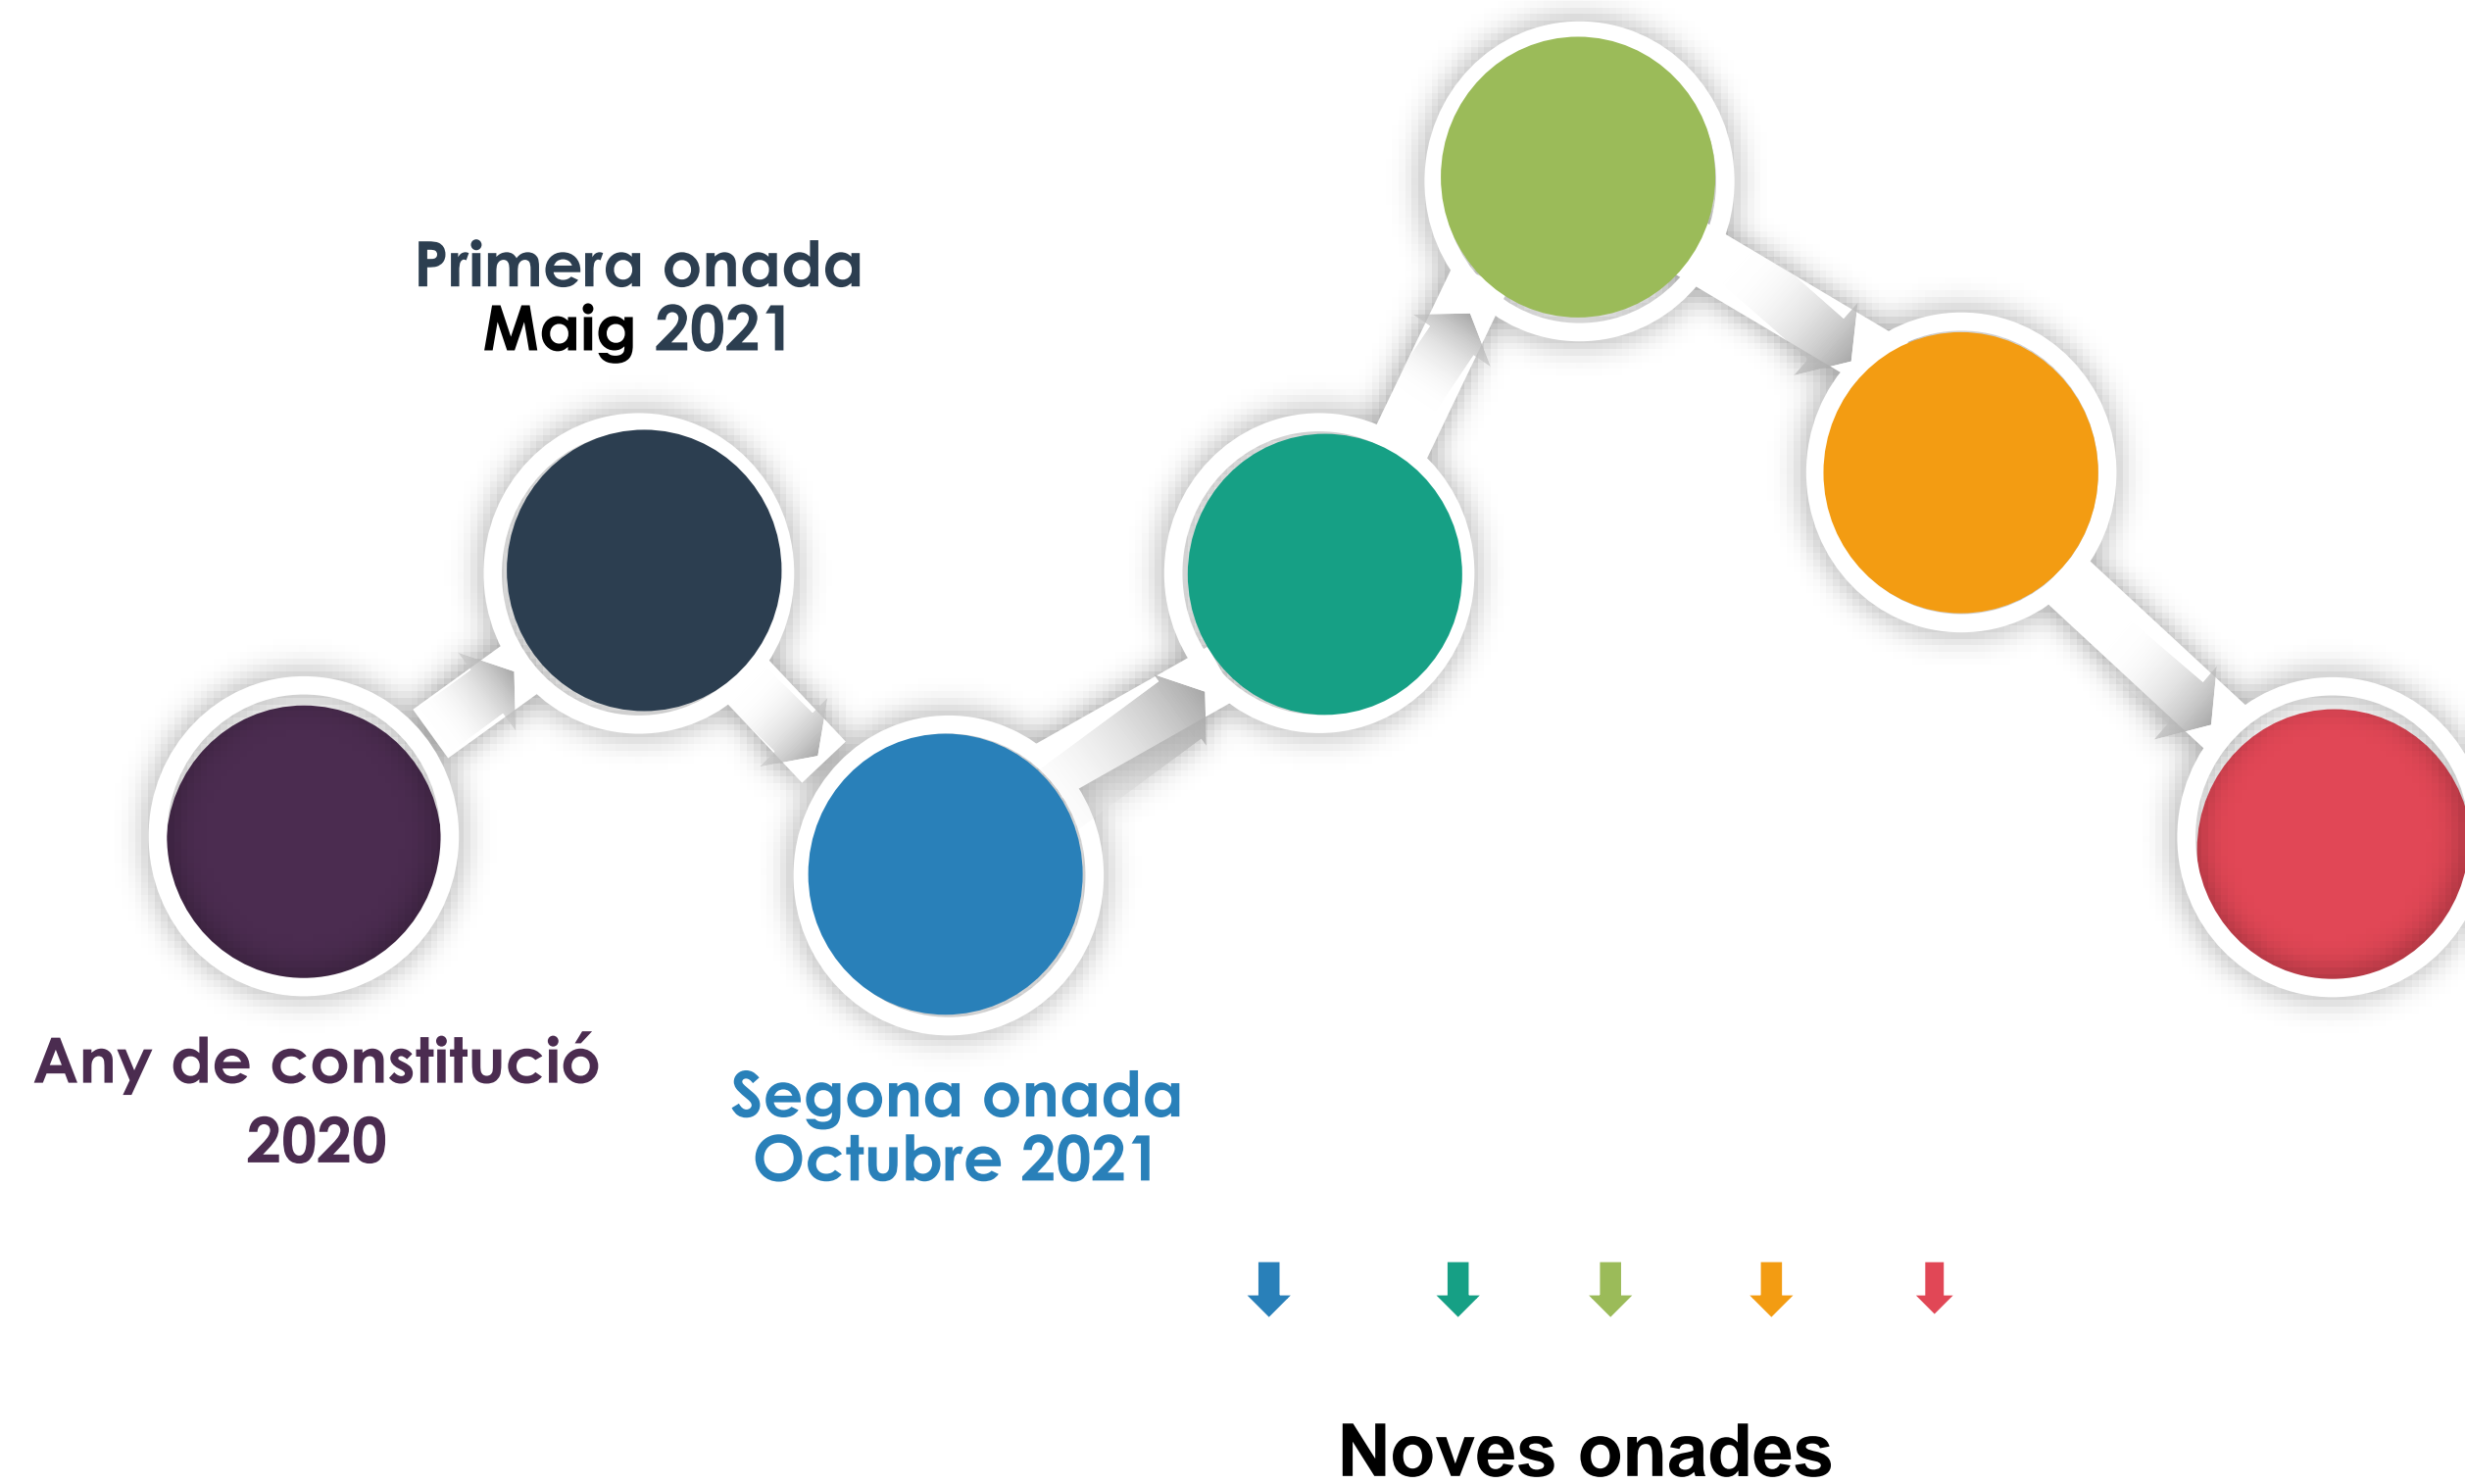 Primera onada
Maig 2021
Any de constitució
2020
Segona onada
Octubre 2021
Noves onades